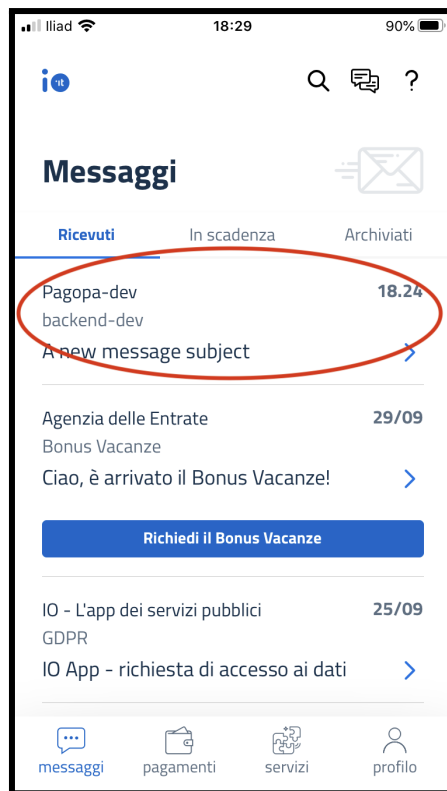 Iliad 18:29 90%
io it
?
Messaggi
Ricevuti In scadenza Archiviati
Pagopa-dev 18.24
backend-dev
A new message subject
Agenzia delle Entrate 29/09
Bonus Vacanze
Ciao, è arrivato il Bonus Vacanze!
Richiedi il Bonus Vacanze
IO - L'app dei servizi pubblici 25/09
GDPR
IO App - richiesta di accesso ai dati
messaggi pagamenti servizi profilo